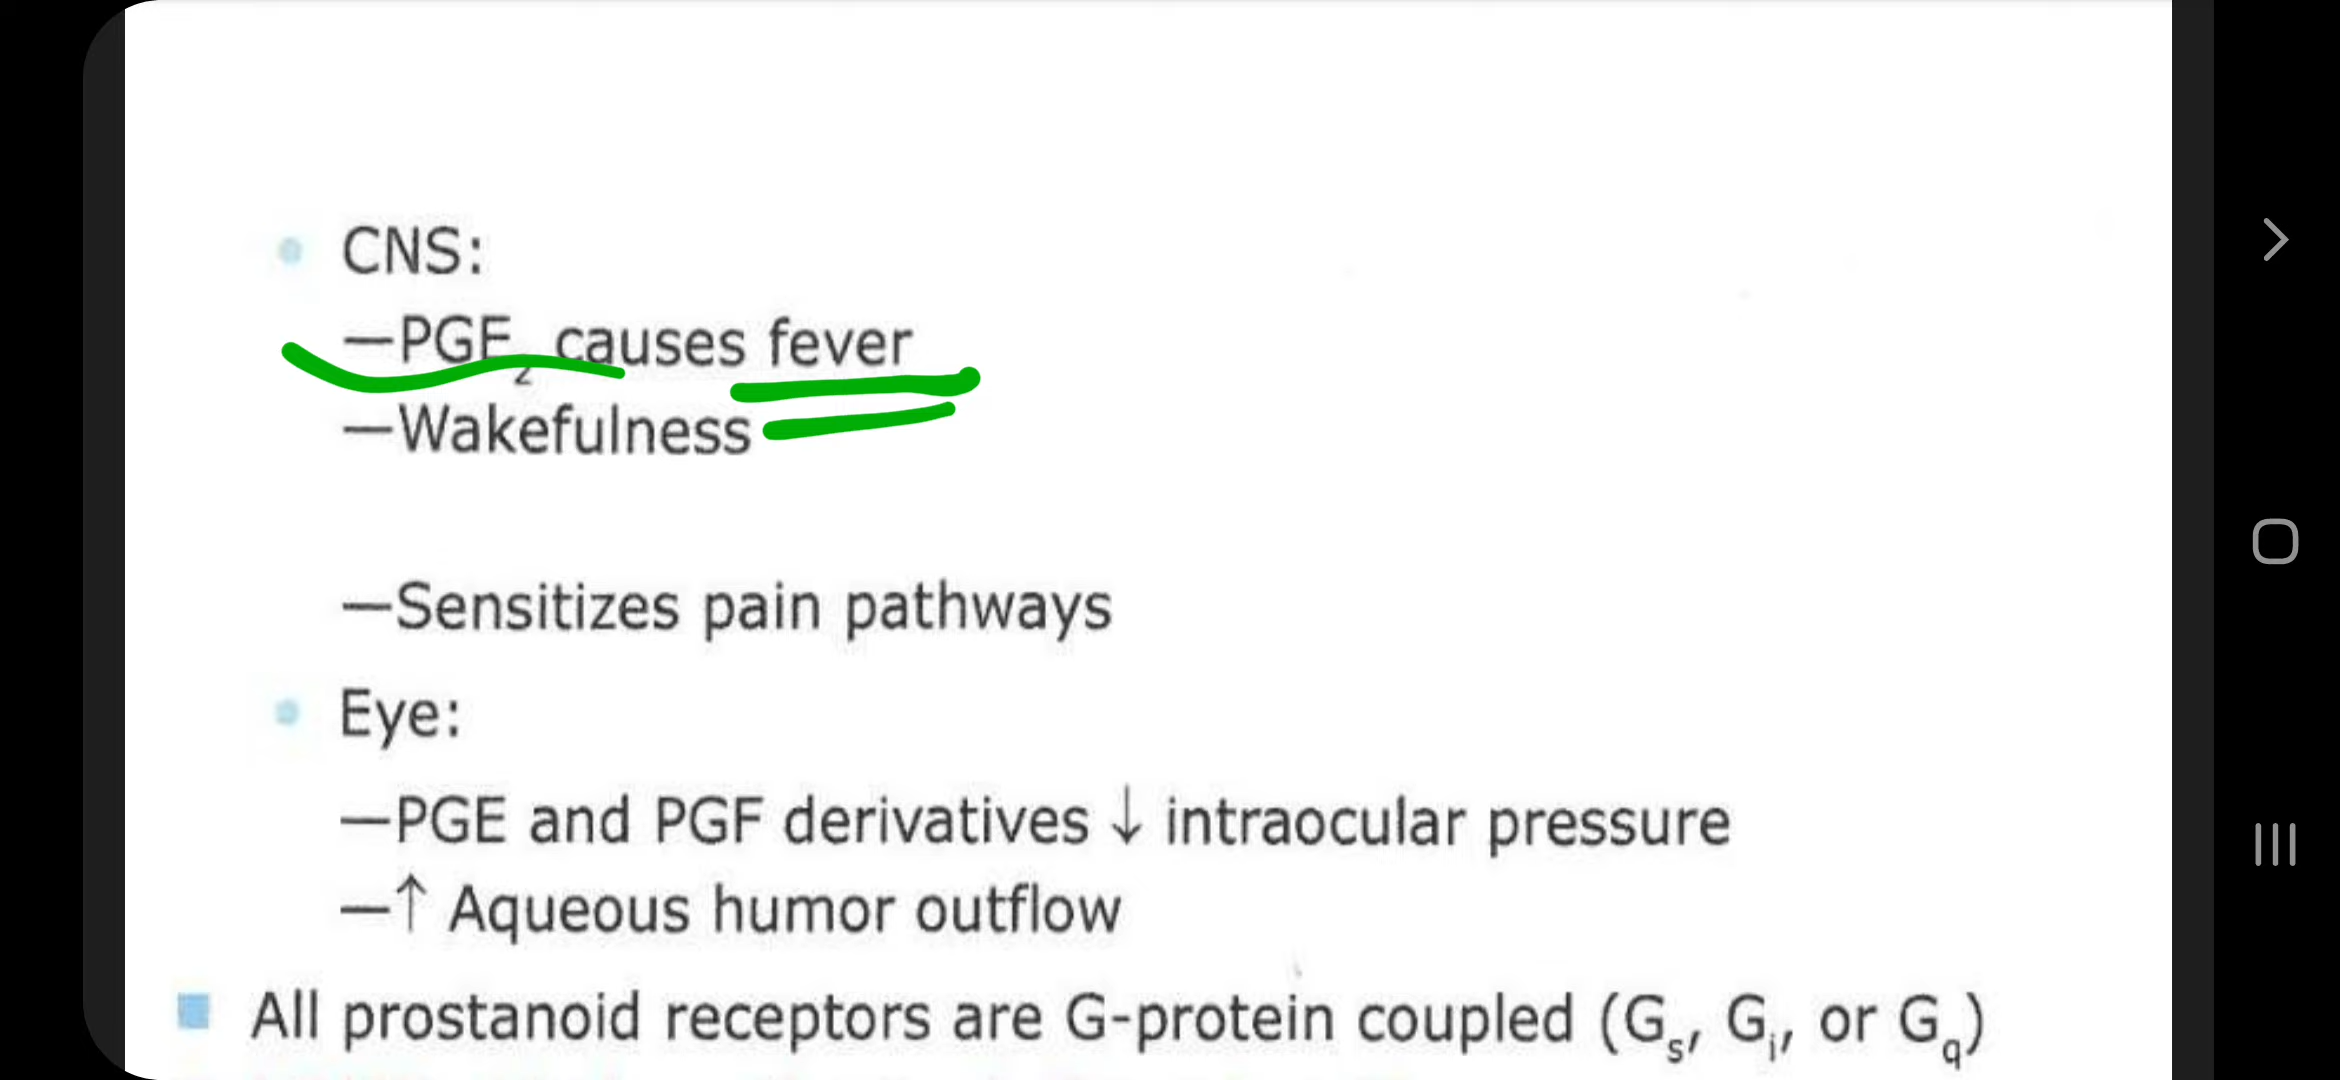 • CNS:
—PGE₂ causes fever
—Wakefulness
—Sensitizes pain pathways
• Eye:
—PGE and PGF derivatives ↓ intraocular pressure
—↑ Aqueous humor outflow
■ All prostanoid receptors are G-protein coupled (Gₛ, Gᵢ, or G_q)